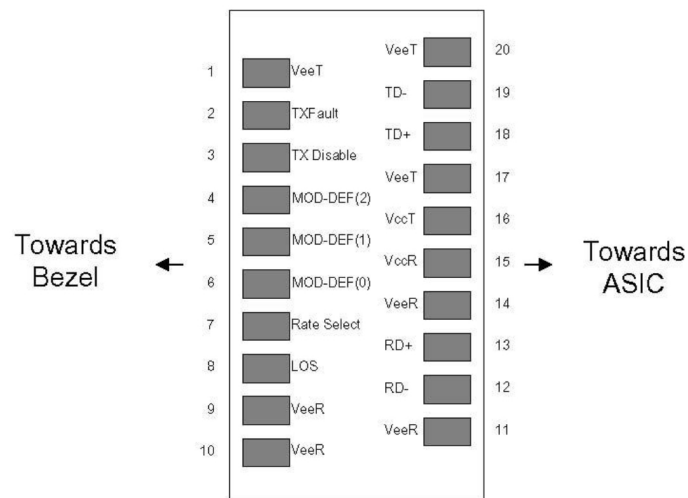 VeeT 20
1 VeeT
TD- 19
2 TXFault
TD+ 18
3 TX Disable
VeeT 17
4 MOD-DEF(2)
VccT 16
5 MOD-DEF(1)
Towards
Bezel
VccR 15
Towards
ASIC
6 MOD-DEF(0)
VeeR 14
7 Rate Select
RD+ 13
8 LOS
RD- 12
9 VeeR
VeeR 11
10 VeeR